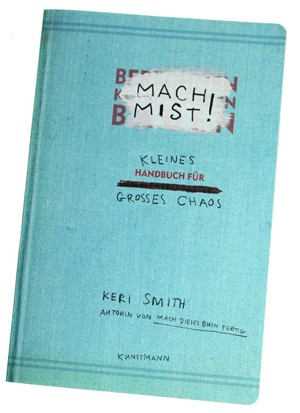 MACH
MIST!
KLEINES
HANDBUCH FÜR
GROSSES CHAOS
KERI SMITH
AUTORIN VON MACH DIESES BUCH FERTIG
KUNSTMANN